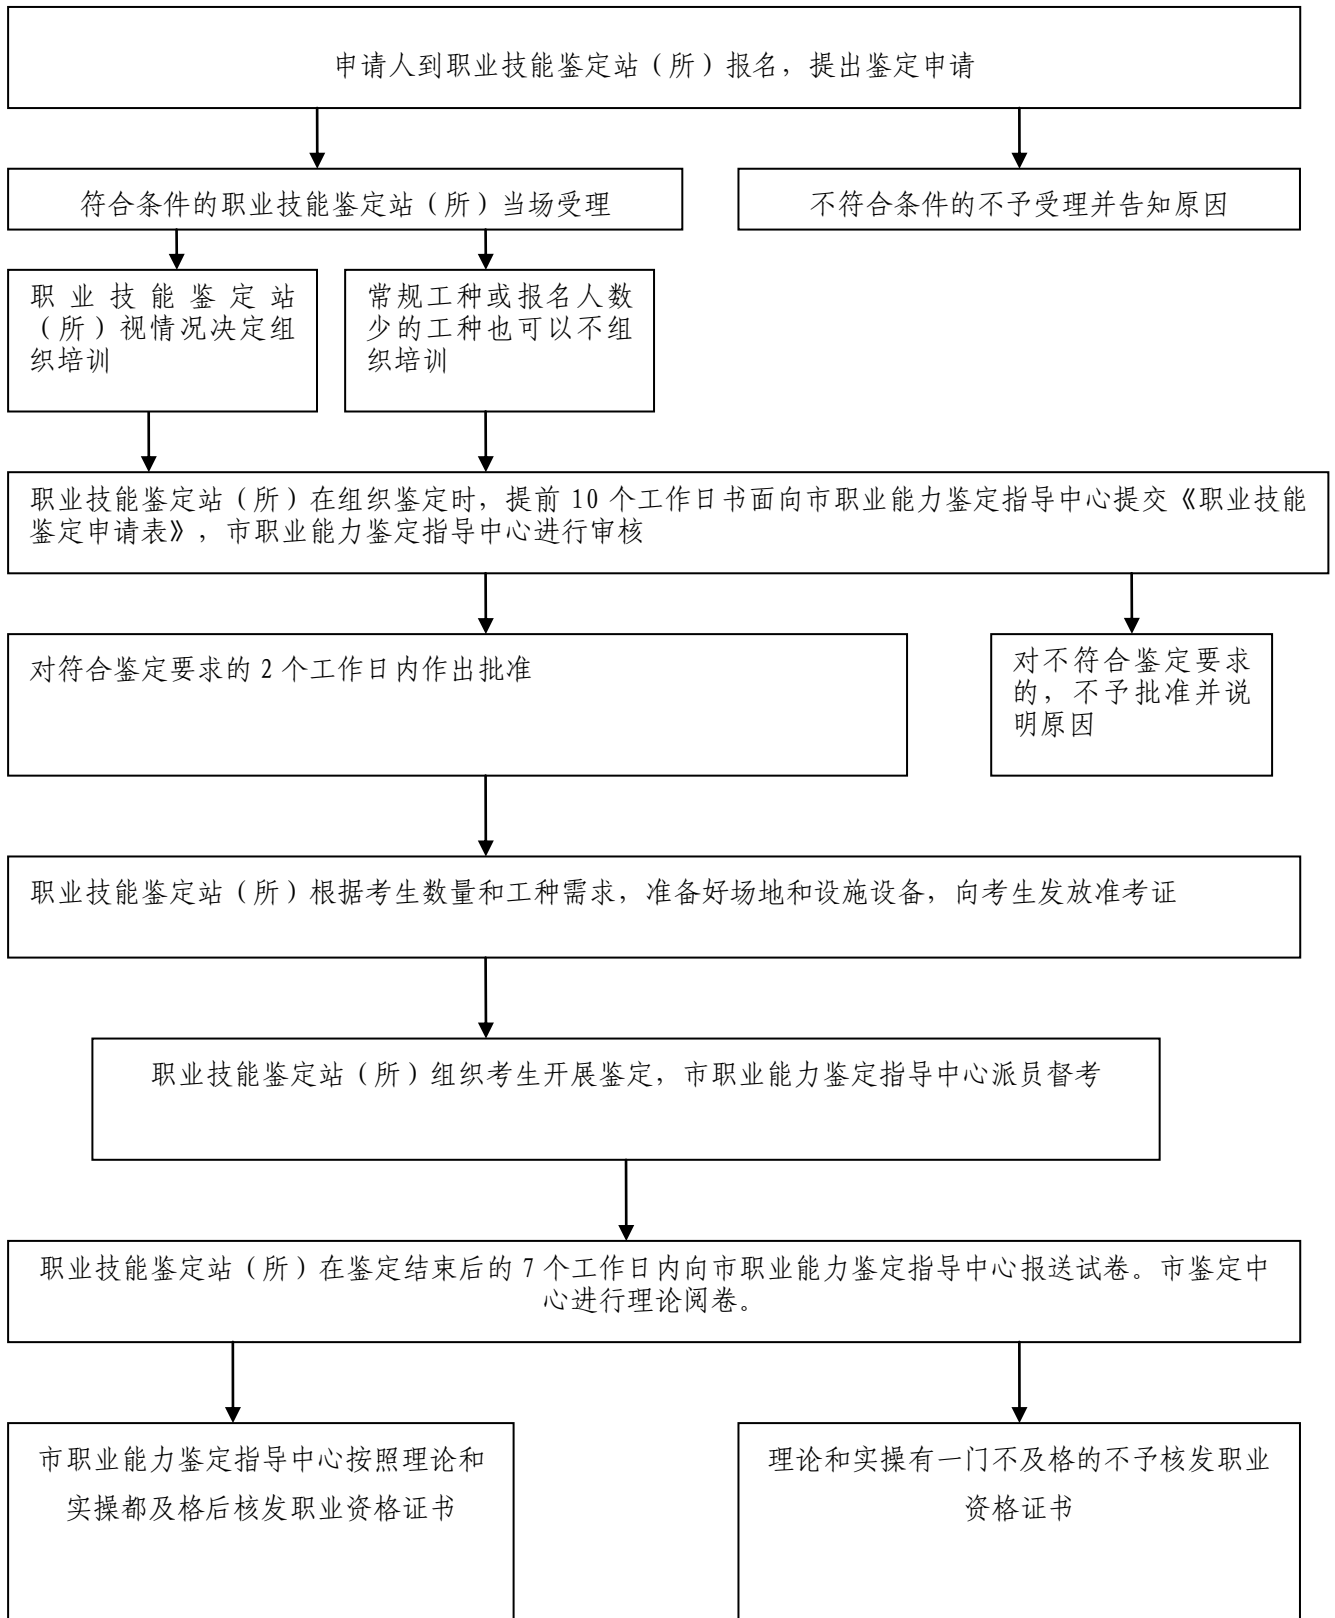 申请人到职业技能鉴定站（所）报名，提出鉴定申请
符合条件的职业技能鉴定站（所）当场受理
不符合条件的不予受理并告知原因
职业技能鉴定站
（所）视情况决定组
织培训
常规工种或报名人数
少的工种也可以不组
织培训
职业技能鉴定站（所）在组织鉴定时，提前 10 个工作日书面向市职业能力鉴定指导中心提交《职业技能
鉴定申请表》，市职业能力鉴定指导中心进行审核
对符合鉴定要求的 2 个工作日内作出批准
对不符合鉴定要求
的，不予批准并说
明原因
职业技能鉴定站（所）根据考生数量和工种需求，准备好场地和设施设备，向考生发放准考证
职业技能鉴定站（所）组织考生开展鉴定，市职业能力鉴定指导中心派员督考
职业技能鉴定站（所）在鉴定结束后的 7 个工作日内向市职业能力鉴定指导中心报送试卷。市鉴定中
心进行理论阅卷。
市职业能力鉴定指导中心按照理论和
实操都及格后核发职业资格证书
理论和实操有一门不及格的不予核发职业
资格证书